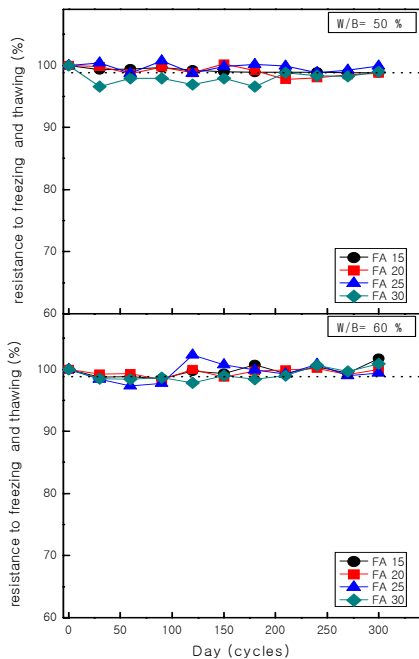 W/B= 50 %
resistance to freezing and thawing (%)
100
90
80
70
60
FA 15
FA 20
FA 25
FA 30
W/B= 60 %
resistance to freezing and thawing (%)
100
90
80
70
60
FA 15
FA 20
FA 25
FA 30
0 50 100 150 200 250 300
Day (cycles)